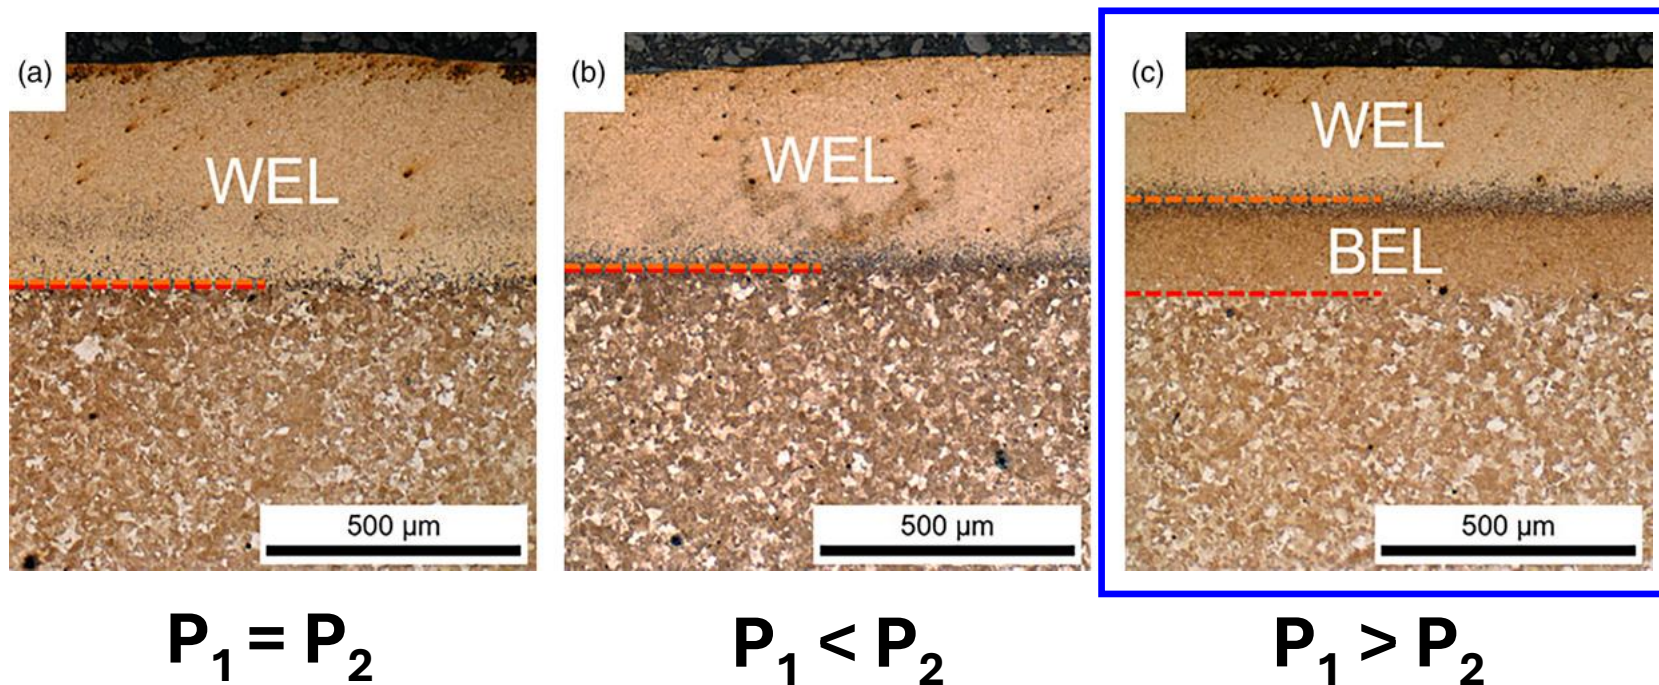 (a)
WEL
500 µm
P₁ = P₂
(b)
WEL
500 µm
P₁ < P₂
(c)
WEL
BEL
500 µm
P₁ > P₂